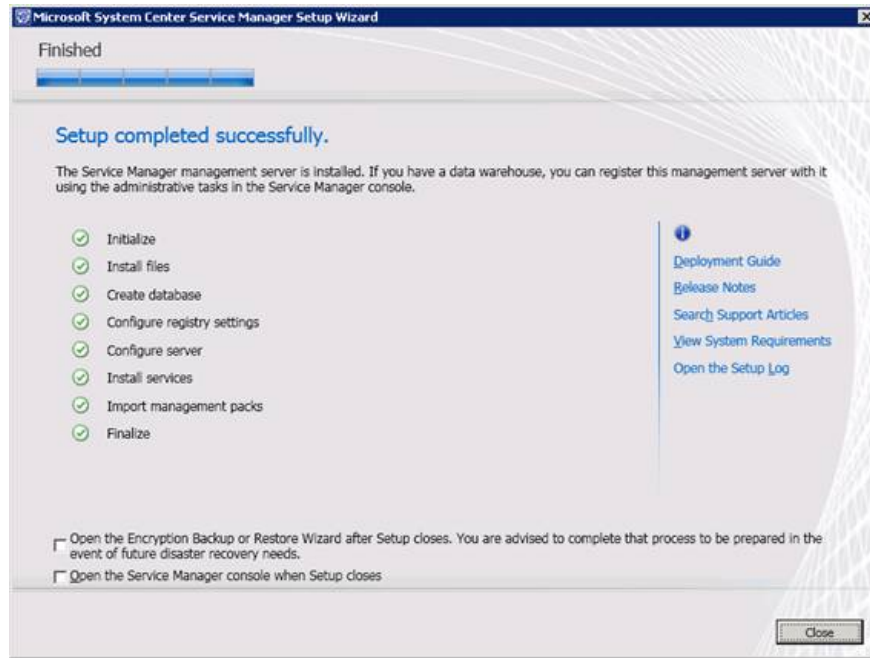 Microsoft System Center Service Manager Setup Wizard
Finished
Setup completed successfully.
The Service Manager management server is installed. If you have a data warehouse, you can register this management server with it
using the administrative tasks in the Service Manager console.
Initialize
Install files
Create database
Configure registry settings
Configure server
Install services
Import management packs
Finalize
Deployment Guide
Release Notes
Search Support Articles
View System Requirements
Open the Setup Log
Open the Encryption Backup or Restore Wizard after Setup closes. You are advised to complete that process to be prepared in the
event of future disaster recovery needs.
Open the Service Manager console when Setup closes
Close